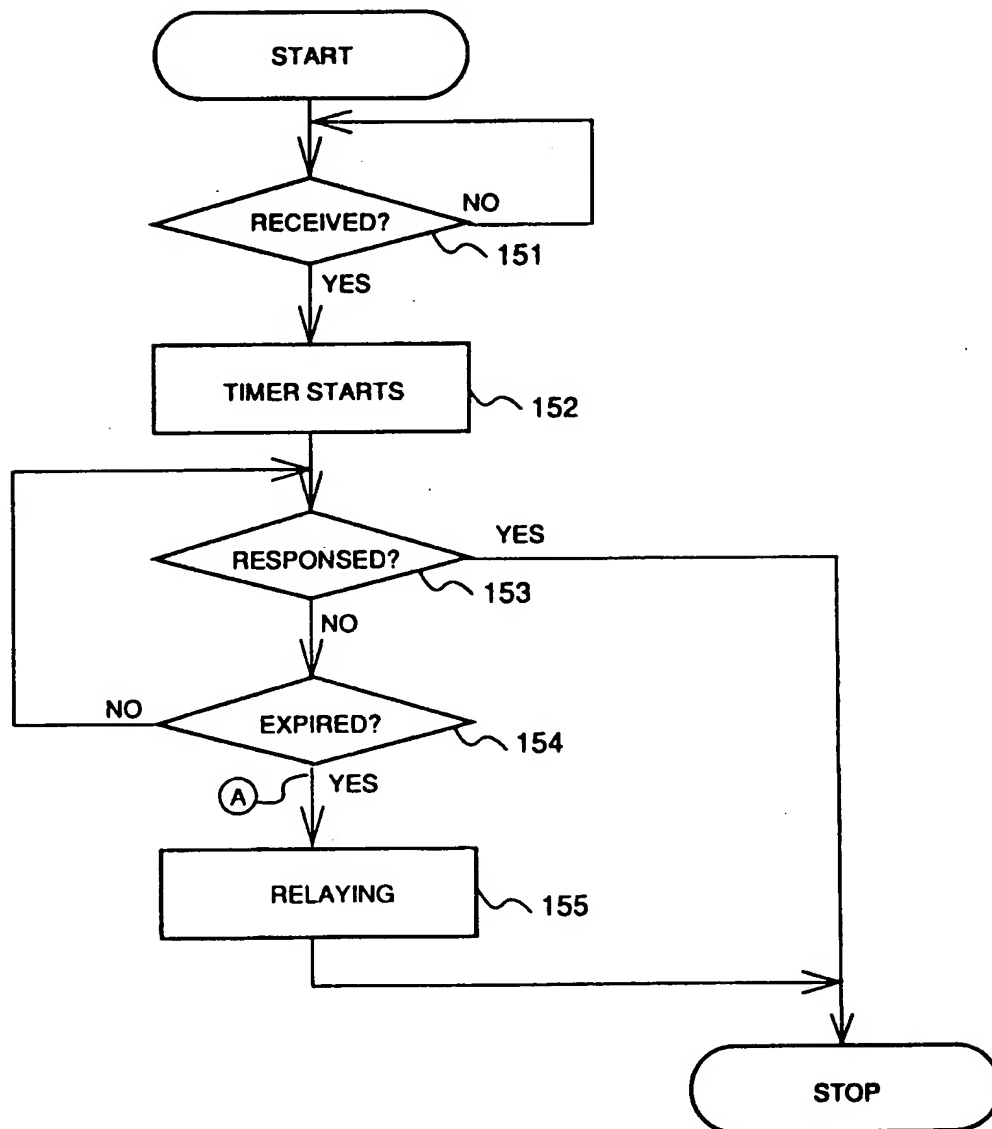 START
NO
RECEIVED?
151
YES
TIMER STARTS
152
YES
RESPONSED?
153
NO
NO
EXPIRED?
154
A
YES
RELAYING
155
STOP